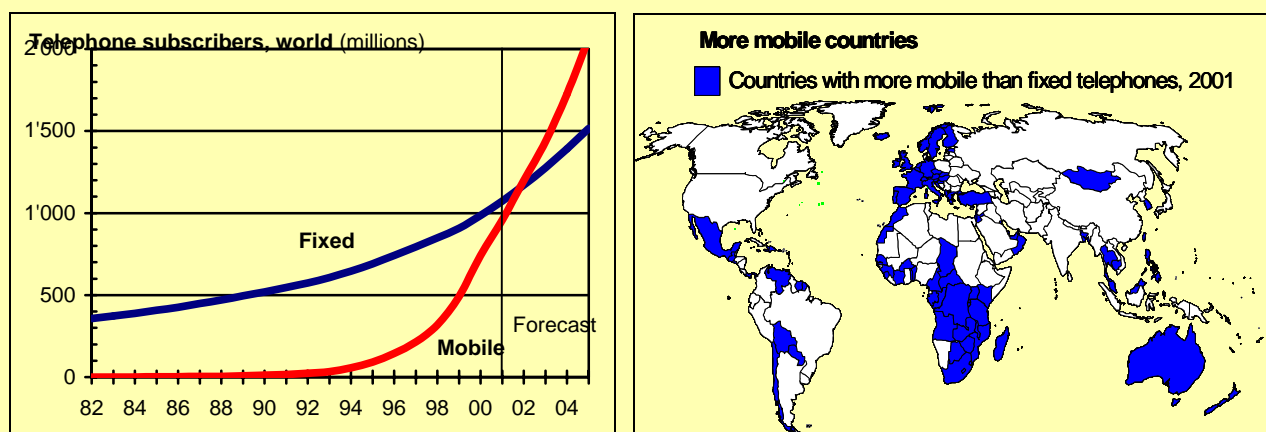 Telephone subscribers, world (millions)
2'000
1'500
1'000
500
0
Fixed
Mobile
Forecast
82 84 86 88 90 92 94 96 98 00 02 04
More mobile countries
Countries with more mobile than fixed telephones, 2001